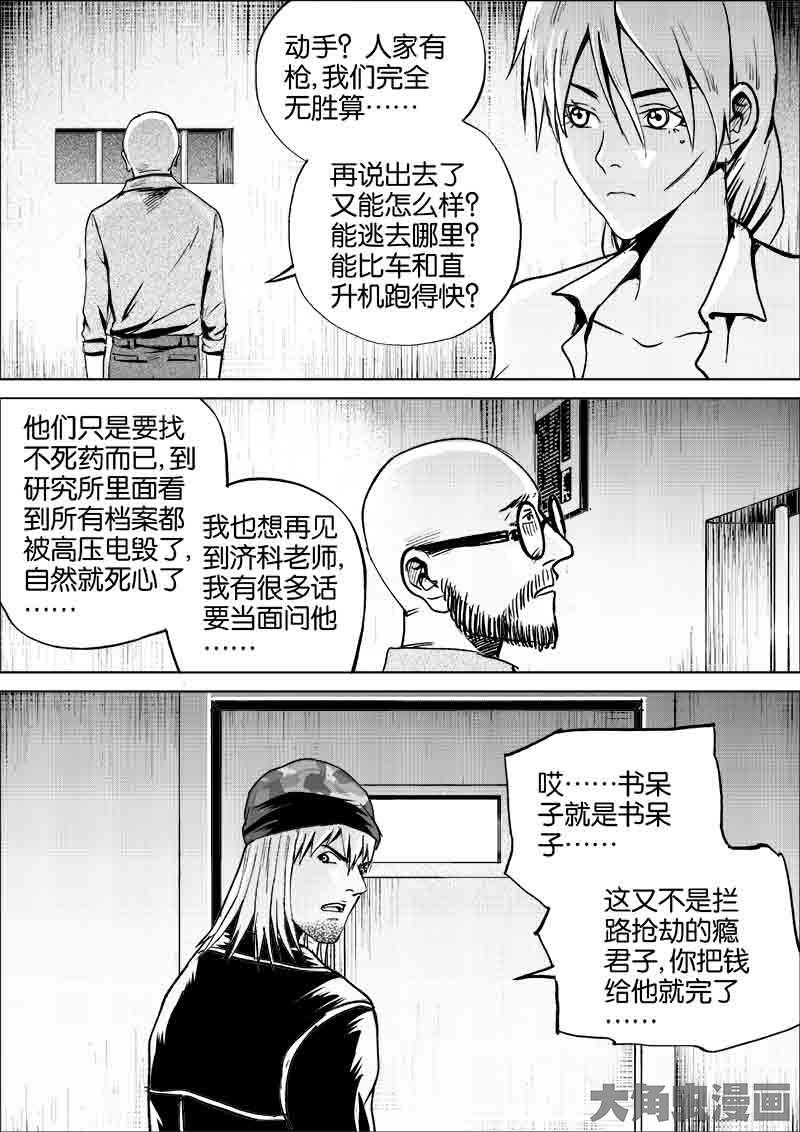 动手？人家有
枪，我们完全
无胜算……
再说出去了
又能怎么样？
能逃去哪里？
能比车和直
升机跑得快？
他们只是要找
不死药而已，到
研究所里面看
到所有档案都
被高压电毁了，
自然就死心了
……
我也想再见
到济科老师，
我有很多话
要当面问他
……
哎……书呆
子就是书呆
子……
这又不是拦
路抢劫的瘾
君子，你把钱
给他就完了
……
大角虫漫画